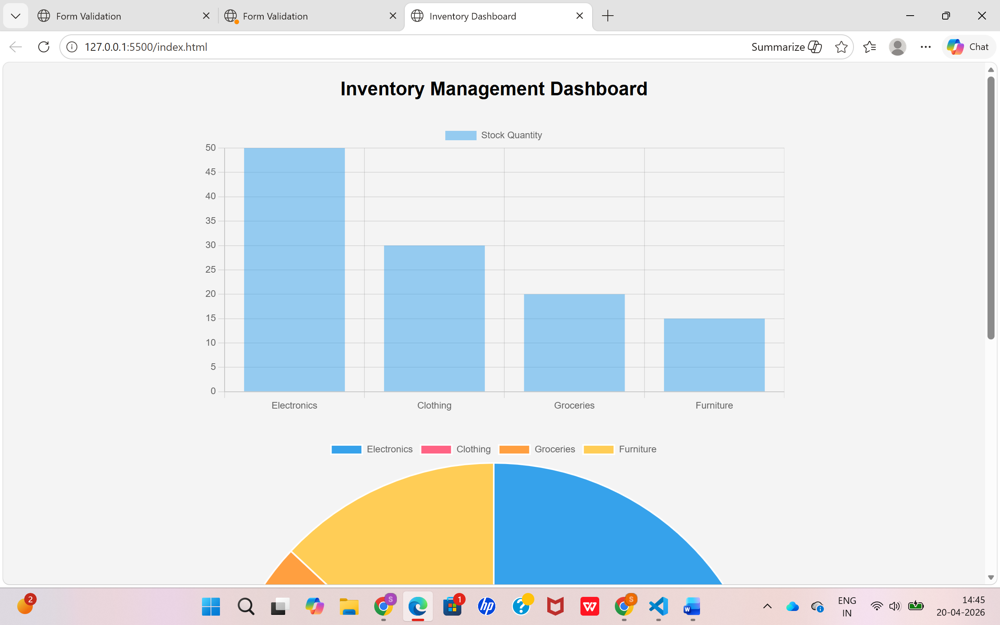 Form Validation
Form Validation
Inventory Dashboard
127.0.0.1:5500/index.html
Summarize
Chat
Inventory Management Dashboard
Stock Quantity
50
45
40
35
30
25
20
15
10
5
0
Electronics Clothing Groceries Furniture
Electronics Clothing Groceries Furniture
2
S
1
hp
?
W
S
W
ENG
IN
14:45
20-04-2026